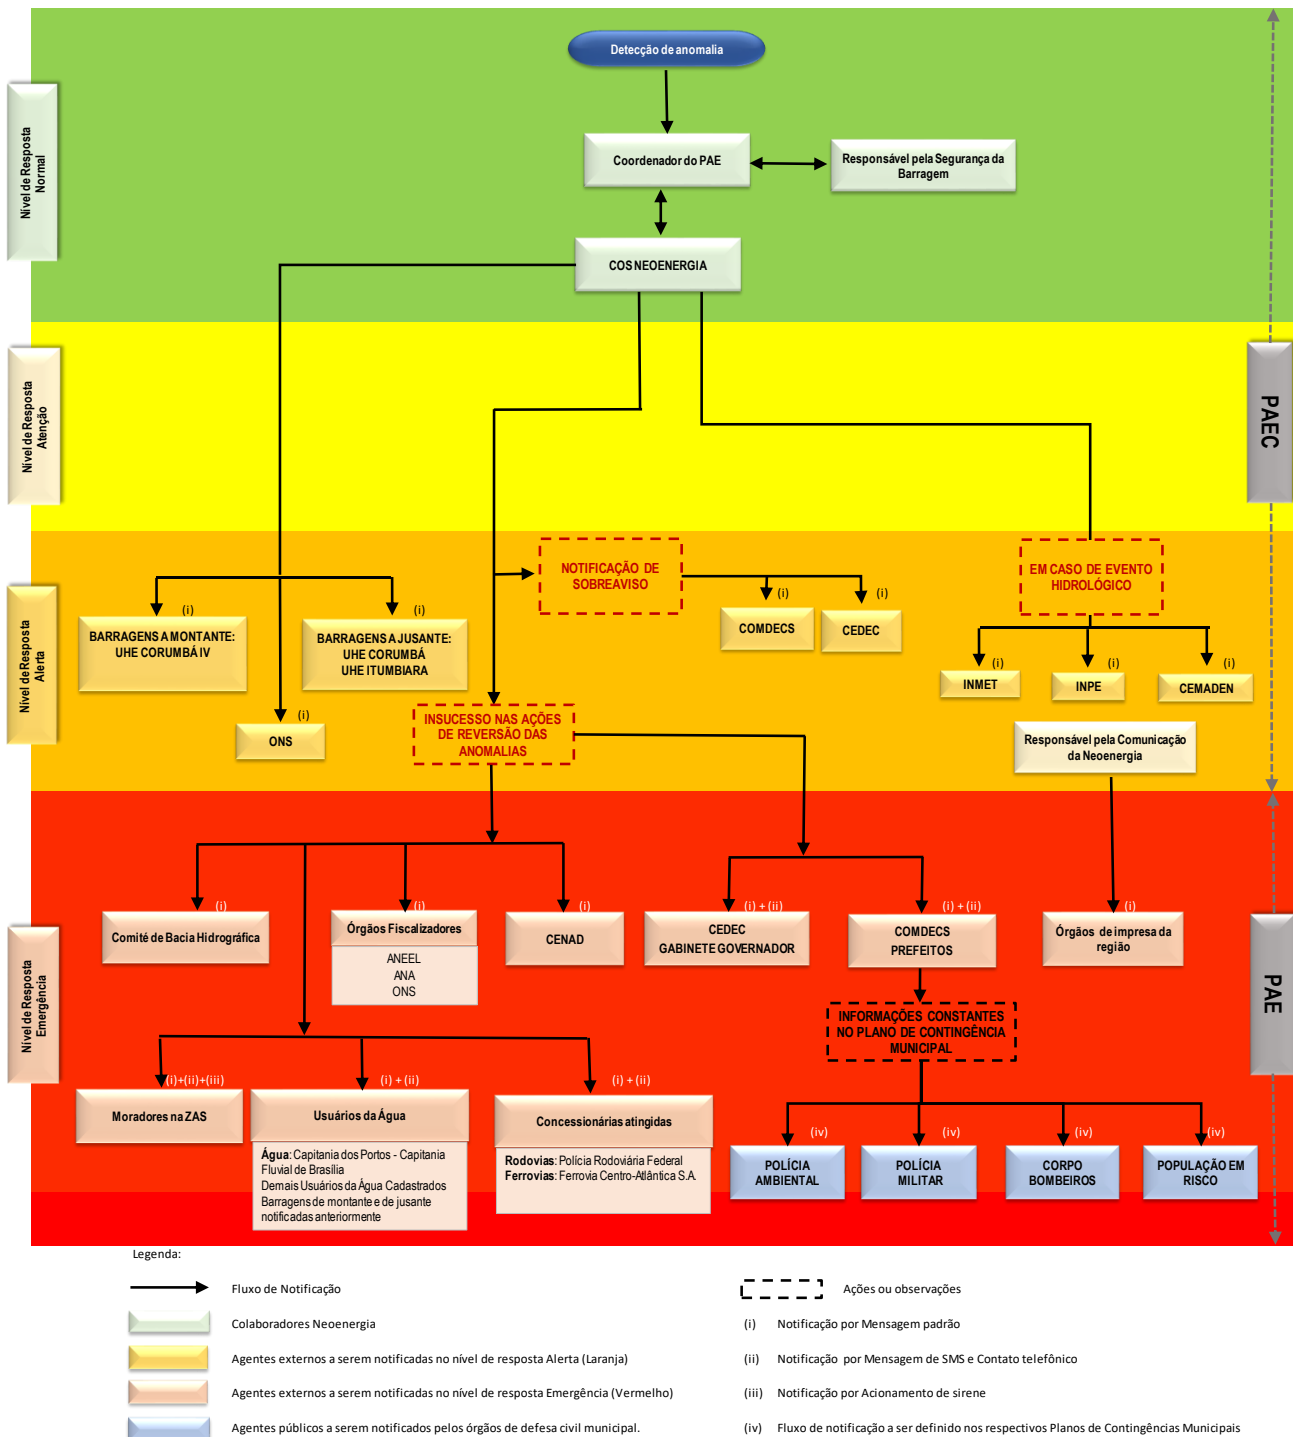 Detecção de anomalia
Nível de Resposta
Normal
Coordenador do PAE
Responsável pela Segurança da
Barragem
COS NEOENERGIA
Nível de Resposta
Atenção
PAEC
Nível de Resposta
Alerta
NOTIFICAÇÃO DE
SOBREAVISO
EM CASO DE EVENTO
HIDROLÓGICO
(i)
BARRAGENS A MONTANTE:
UHE CORUMBÁ IV
(i)
BARRAGENS A JUSANTE:
UHE CORUMBÁ
UHE ITUMBIARA
(i)
COMDECS
(i)
CEDEC
(i)
INMET
(i)
INPE
(i)
CEMADEN
(i)
ONS
INSUCESSO NAS AÇÕES
DE REVERSÃO DAS
ANOMALIAS
Responsável pela Comunicação
da Neoenergia
Nível de Resposta
Emergência
PAE
(i)
Comité de Bacia Hidrográfica
(i)
Órgãos Fiscalizadores
ANEEL
ANA
ONS
(i)
CENAD
(i) + (ii)
CEDEC
GABINETE GOVERNADOR
(i) + (ii)
COMDECS
PREFEITOS
(i)
Órgãos de impresa da
região
INFORMAÇÕES CONSTANTES
NO PLANO DE CONTINGÊNCIA
MUNICIPAL
(i)+(ii)+(iii)
Moradores na ZAS
(i) + (ii)
Usuários da Água
Água: Capitania dos Portos - Capitania
Fluvial de Brasília
Demais Usuários da Água Cadastrados
Barragens de montante e de jusante
notificadas anteriormente
(i) + (ii)
Concessionárias atingidas
Rodovias: Polícia Rodoviária Federal
Ferrovias: Ferrovia Centro-Atlântica S.A.
(iv)
POLÍCIA
AMBIENTAL
(iv)
POLÍCIA
MILITAR
(iv)
CORPO
BOMBEIROS
(iv)
POPULAÇÃO EM
RISCO
Legenda:
Fluxo de Notificação
Colaboradores Neoenergia
Agentes externos a serem notificadas no nível de resposta Alerta (Laranja)
Agentes externos a serem notificadas no nível de resposta Emergência (Vermelho)
Agentes públicos a serem notificados pelos órgãos de defesa civil municipal.
Ações ou observações
(i) Notificação por Mensagem padrão
(ii) Notificação por Mensagem de SMS e Contato telefônico
(iii) Notificação por Acionamento de sirene
(iv) Fluxo de notificação a ser definido nos respectivos Planos de Contingências Municipais